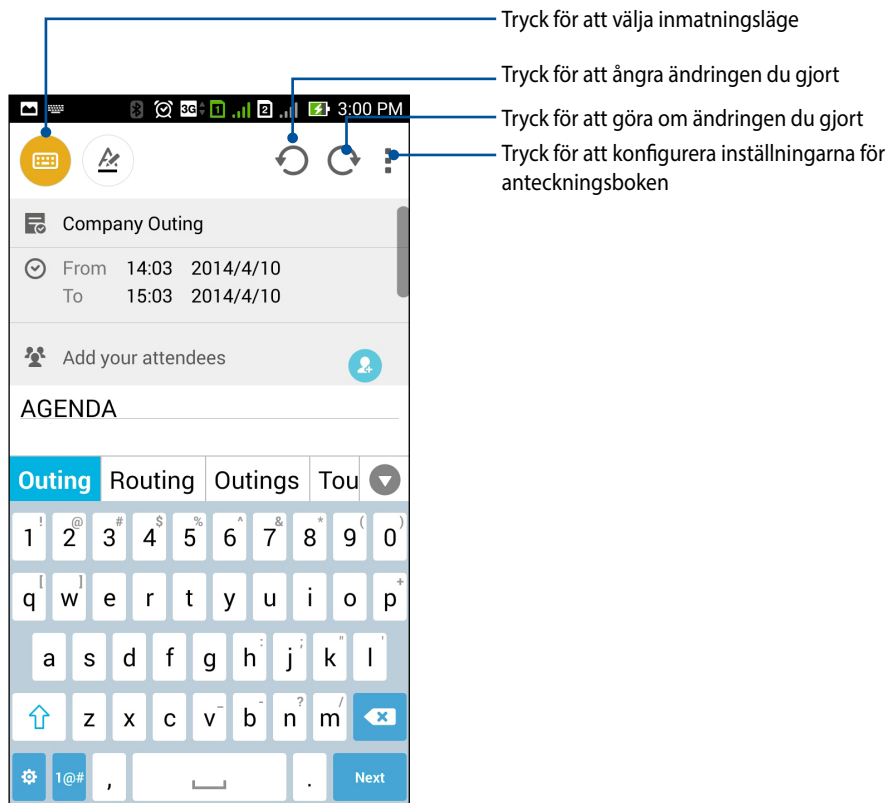 Tryck för att välja inmatningsläge
Tryck för att ångra ändringen du gjort
Tryck för att göra om ändringen du gjort
Tryck för att konfigurera inställningarna för
anteckningsboken
3G 1 2 3:00 PM
Company Outing
From 14:03 2014/4/10
To 15:03 2014/4/10
Add your attendees
AGENDA
Outing Routing Outings Tou
1 ! 2 @ 3 # 4 $ 5 % 6 ^ 7 & 8 * 9 ( 0 )
q [ w ] e r t y u i o p +
a s d f g h : j ; k " l '
z x c v _ b - n ? m /
1@# , . Next